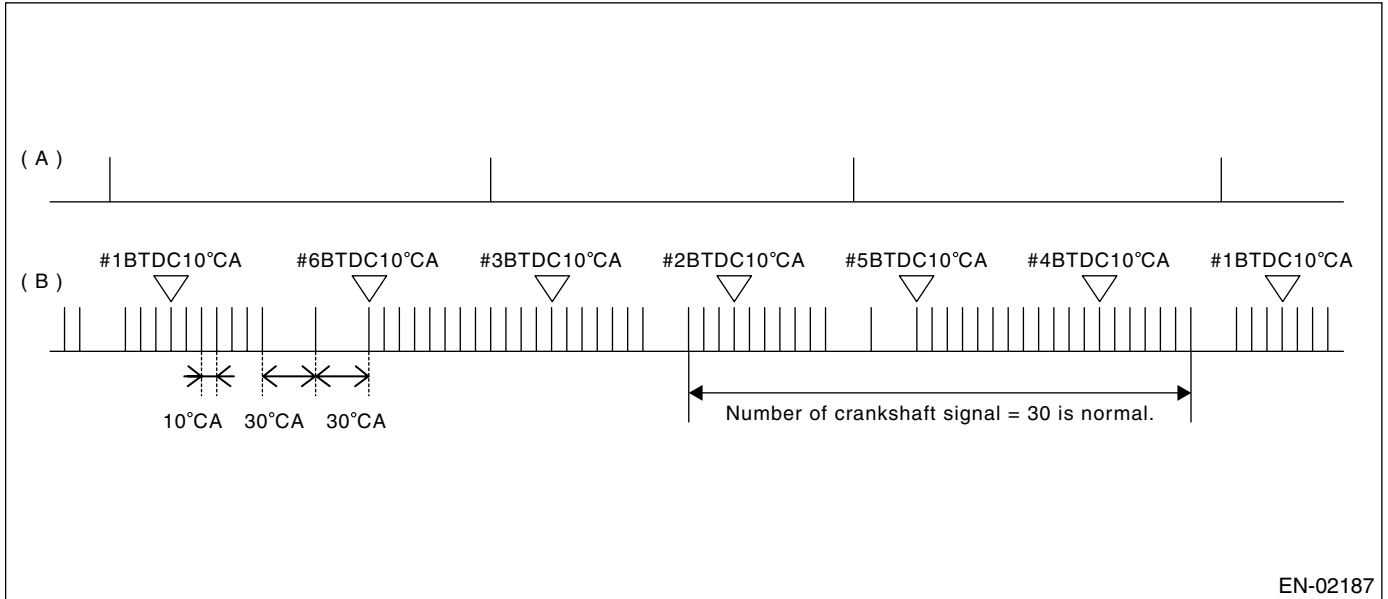 ( A )
#1BTDC10°CA #6BTDC10°CA #3BTDC10°CA #2BTDC10°CA #5BTDC10°CA #4BTDC10°CA #1BTDC10°CA
( B )
10°CA 30°CA 30°CA
Number of crankshaft signal = 30 is normal.
EN-02187